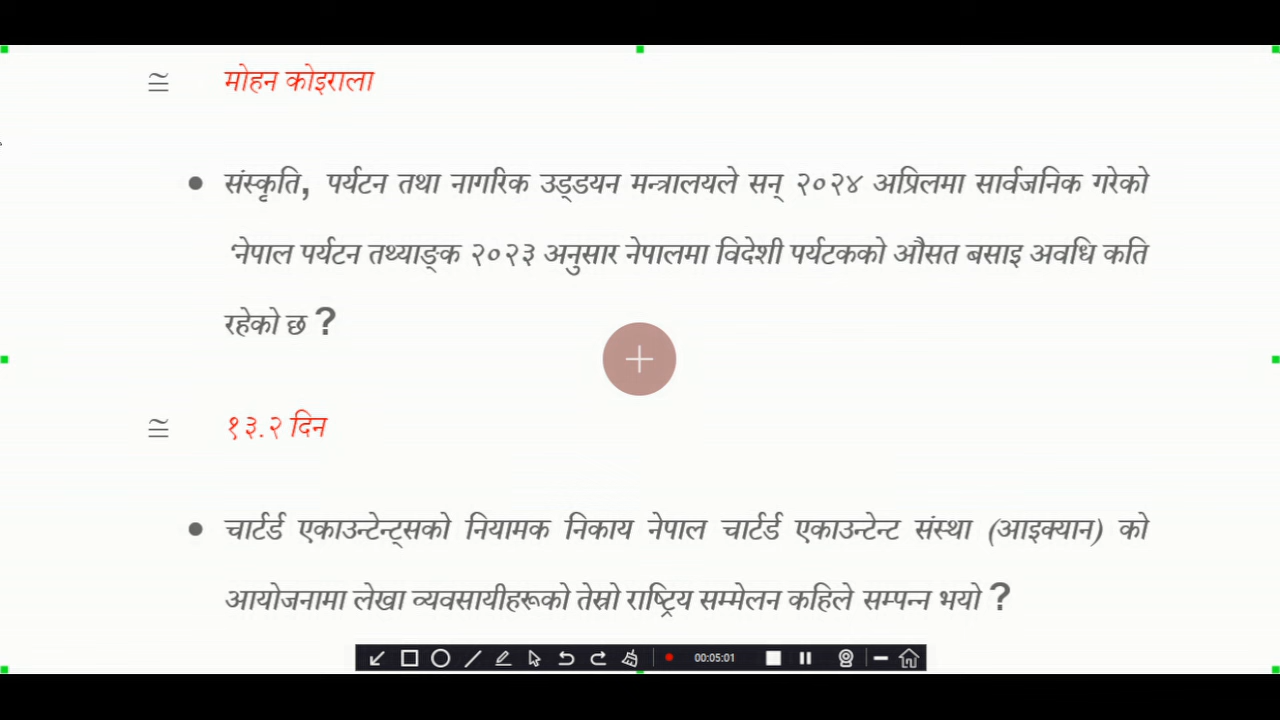 ≅ मोहन कोइराला
• संस्कृति, पर्यटन तथा नागरिक उड्डयन मन्त्रालयले सन् २०२४ अप्रिलमा सार्वजनिक गरेको
‘नेपाल पर्यटन तथ्याङ्क २०२३ अनुसार नेपालमा विदेशी पर्यटकको औसत बसाइ अवधि कति
रहेको छ ?
≅ १३.२ दिन
• चार्टर्ड एकाउन्टेन्ट्सको नियामक निकाय नेपाल चार्टर्ड एकाउन्टेन्ट संस्था (आइक्यान) को
आयोजनामा लेखा व्यवसायीहरूको तेस्रो राष्ट्रिय सम्मेलन कहिले सम्पन्न भयो ?
00:05:01